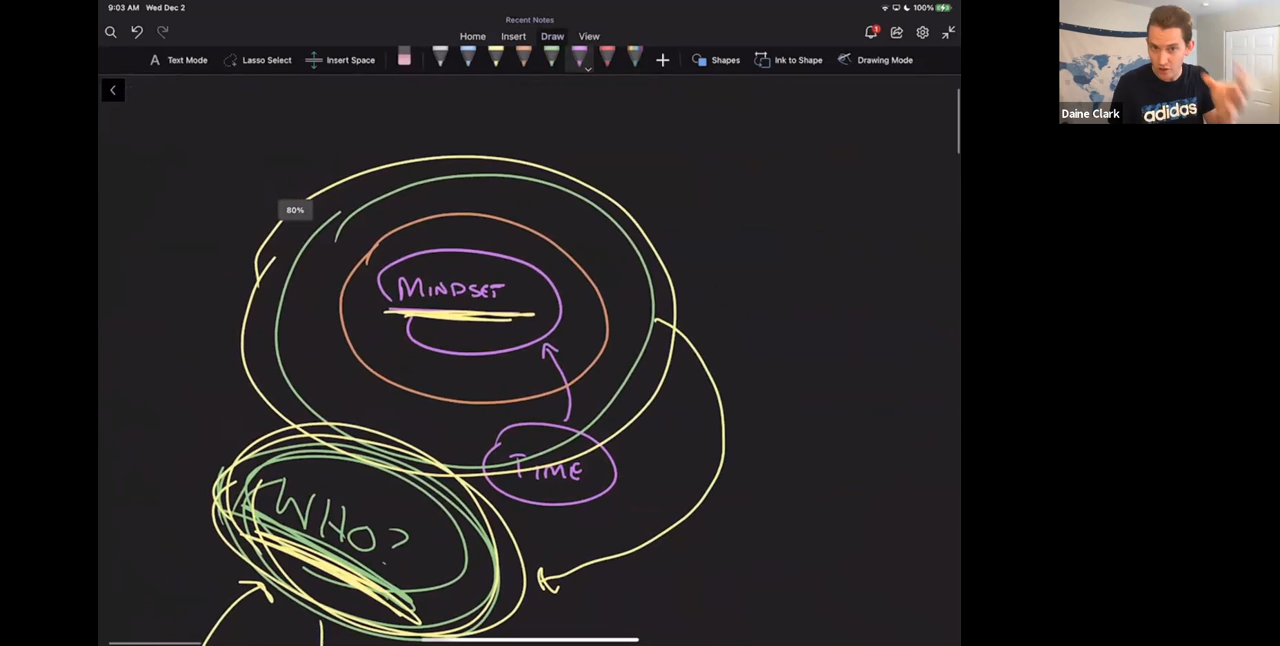 9:03 AM Wed Dec 2
100%
Recent Notes
Home Insert Draw View
1
Text Mode Lasso Select Insert Space Shapes Ink to Shape Drawing Mode
adidas
Daine Clark
80%
MINDSET
TIME
WHO?